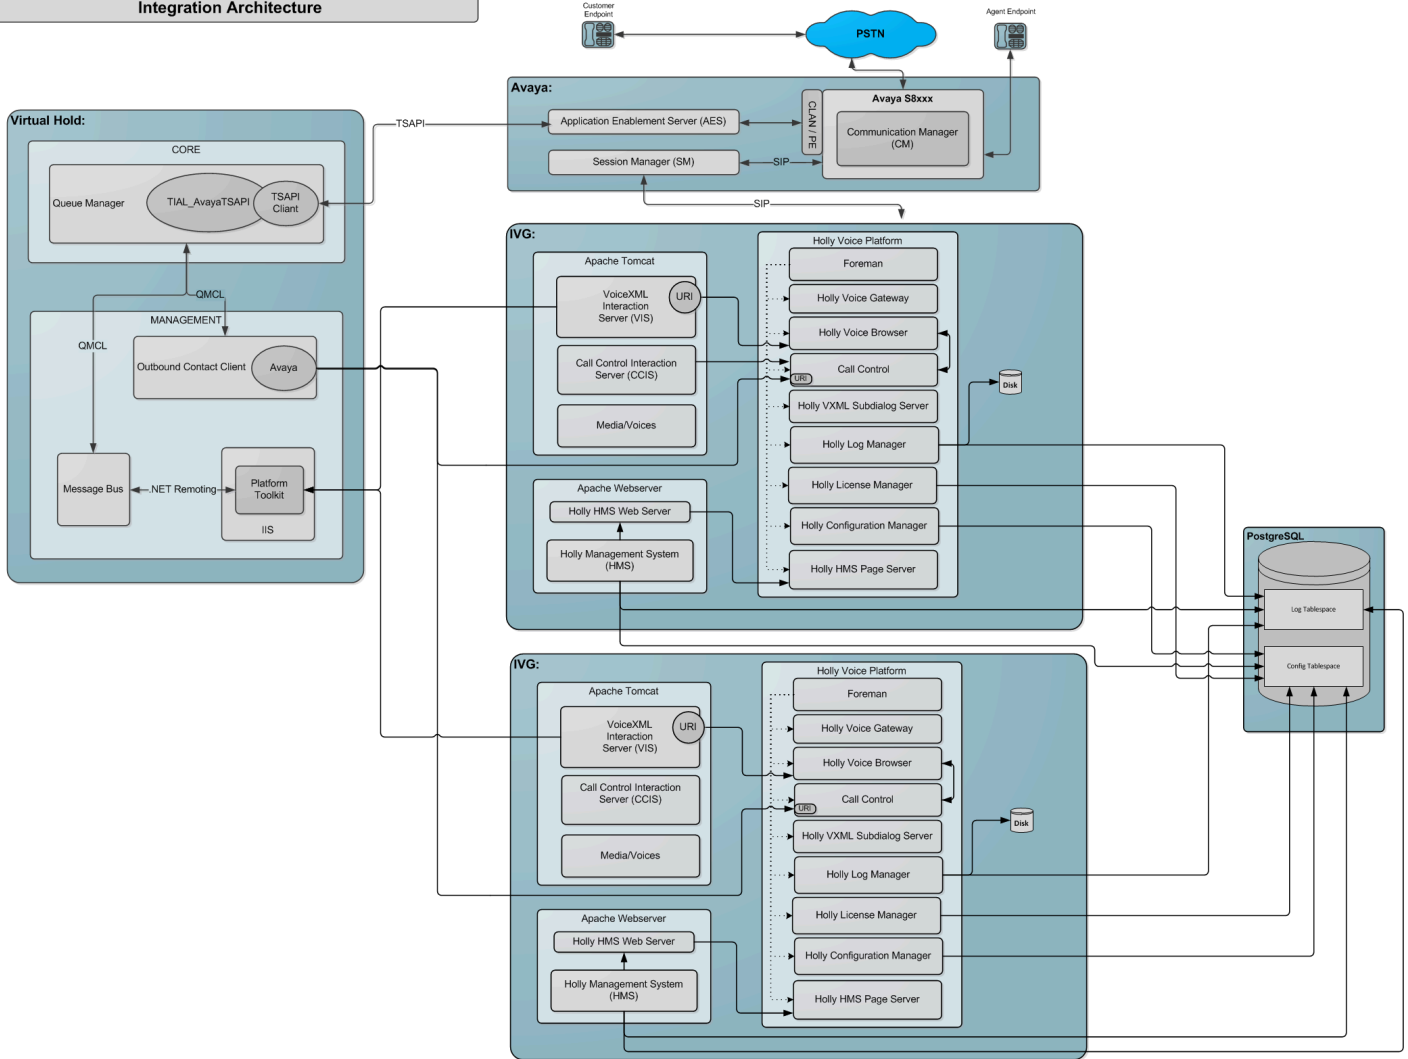 Integration Architecture
Customer
Endpoint
PSTN
Agent Endpoint
Avaya:
Application Enablement Server (AES)
Session Manager (SM)
CLAN / PE
Avaya S8xxx
Communication Manager
(CM)
SIP
TSAPI
SIP
Virtual Hold:
CORE
Queue Manager
TIAL_AvayaTSAPI
TSAPI
Client
QMCL
QMCL
MANAGEMENT
Outbound Contact Client
Avaya
Message Bus
.NET Remoting
Platform
Toolkit
IIS
IVG:
Apache Tomcat
VoiceXML
Interaction
Server (VIS)
URI
Call Control Interaction
Server (CCIS)
Media/Voices
Apache Webserver
Holly HMS Web Server
Holly Management System
(HMS)
Holly Voice Platform
Foreman
Holly Voice Gateway
Holly Voice Browser
Call Control
URI
Holly VXML Subdialog Server
Holly Log Manager
Holly License Manager
Holly Configuration Manager
Holly HMS Page Server
Disk
PostgreSQL
Log Tablespace
Config Tablespace
IVG:
Apache Tomcat
VoiceXML
Interaction
Server (VIS)
URI
Call Control Interaction
Server (CCIS)
Media/Voices
Apache Webserver
Holly HMS Web Server
Holly Management System
(HMS)
Holly Voice Platform
Foreman
Holly Voice Gateway
Holly Voice Browser
Call Control
URI
Holly VXML Subdialog Server
Holly Log Manager
Holly License Manager
Holly Configuration Manager
Holly HMS Page Server
Disk